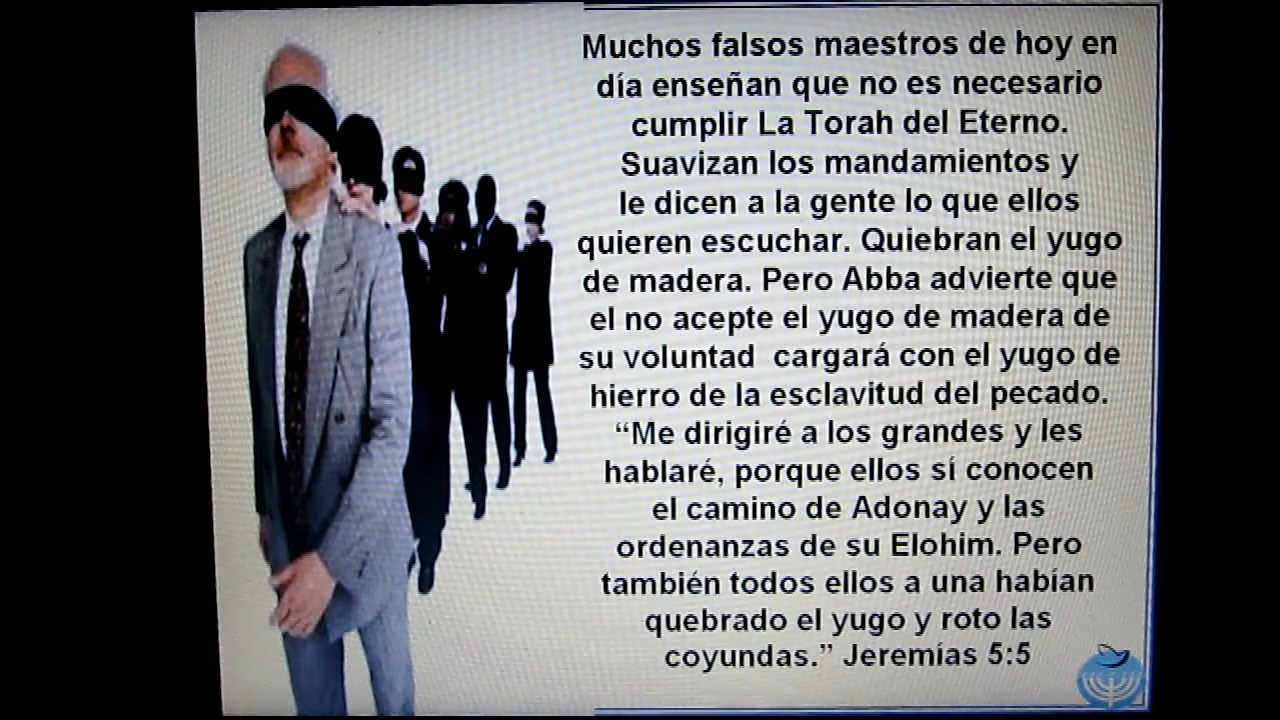 Muchos falsos maestros de hoy en
día enseñan que no es necesario
cumplir La Torah del Eterno.
Suavizan los mandamientos y
le dicen a la gente lo que ellos
quieren escuchar. Quiebran el yugo
de madera. Pero Abba advierte que
el no acepte el yugo de madera de
su voluntad cargará con el yugo de
hierro de la esclavitud del pecado.
“Me dirigiré a los grandes y les
hablaré, porque ellos sí conocen
el camino de Adonay y las
ordenanzas de su Elohim. Pero
también todos ellos a una habían
quebrado el yugo y roto las
coyundas.” Jeremías 5:5